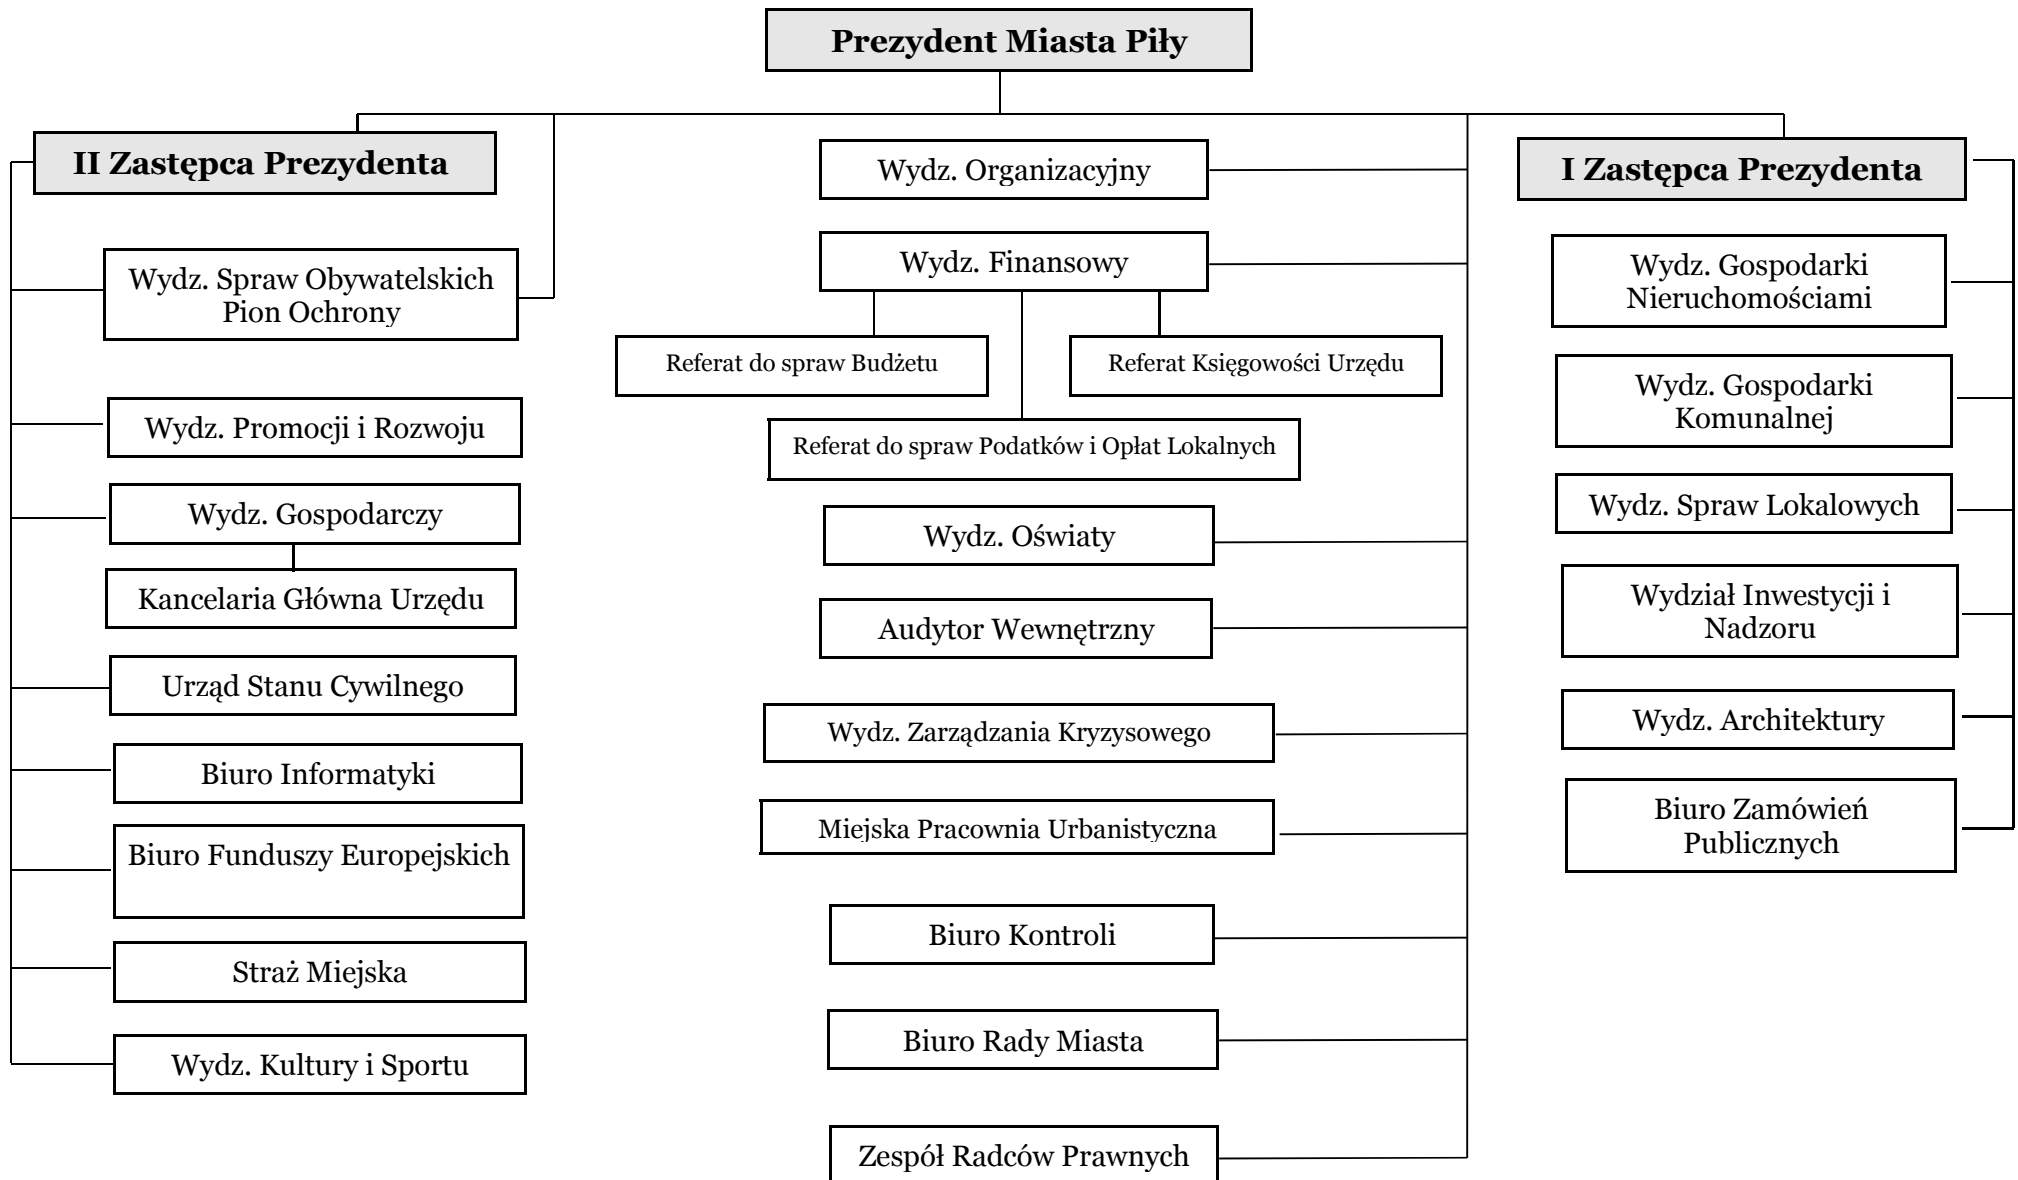 Prezydent Miasta Piły
II Zastępca Prezydenta
Wydz. Spraw Obywatelskich
Pion Ochrony
Wydz. Promocji i Rozwoju
Wydz. Gospodarczy
Kancelaria Główna Urzędu
Urząd Stanu Cywilnego
Biuro Informatyki
Biuro Funduszy Europejskich
Straż Miejska
Wydz. Kultury i Sportu
Wydz. Organizacyjny
Wydz. Finansowy
Referat do spraw Budżetu
Referat Księgowości Urzędu
Referat do spraw Podatków i Opłat Lokalnych
Wydz. Oświaty
Audytor Wewnętrzny
Wydz. Zarządzania Kryzysowego
Miejska Pracownia Urbanistyczna
Biuro Kontroli
Biuro Rady Miasta
Zespół Radców Prawnych
I Zastępca Prezydenta
Wydz. Gospodarki
Nieruchomościami
Wydz. Gospodarki
Komunalnej
Wydz. Spraw Lokalowych
Wydział Inwestycji i
Nadzoru
Wydz. Architektury
Biuro Zamówień
Publicznych